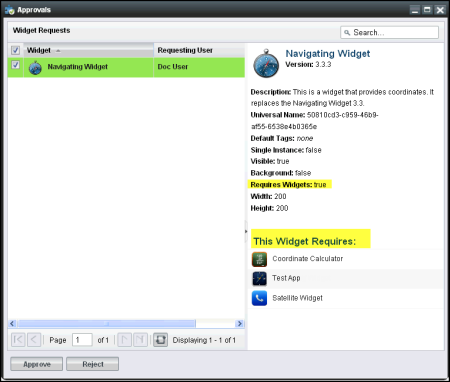 Approvals
Widget Requests
Search...
Widget Requesting User
Navigating Widget Doc User
Navigating Widget
Version: 3.3.3
Description: This is a widget that provides coordinates. It
replaces the Navigating Widget 3.3.
Universal Name: 50810cd3-c959-46b9-
af55-6538e4b0365e
Default Tags: none
Single Instance: false
Visible: true
Background: false
Requires Widgets: true
Width: 200
Height: 200
This Widget Requires:
Coordinate Calculator
Test App
Satellite Widget
Page 1 of 1 Displaying 1 - 1 of 1
Approve Reject